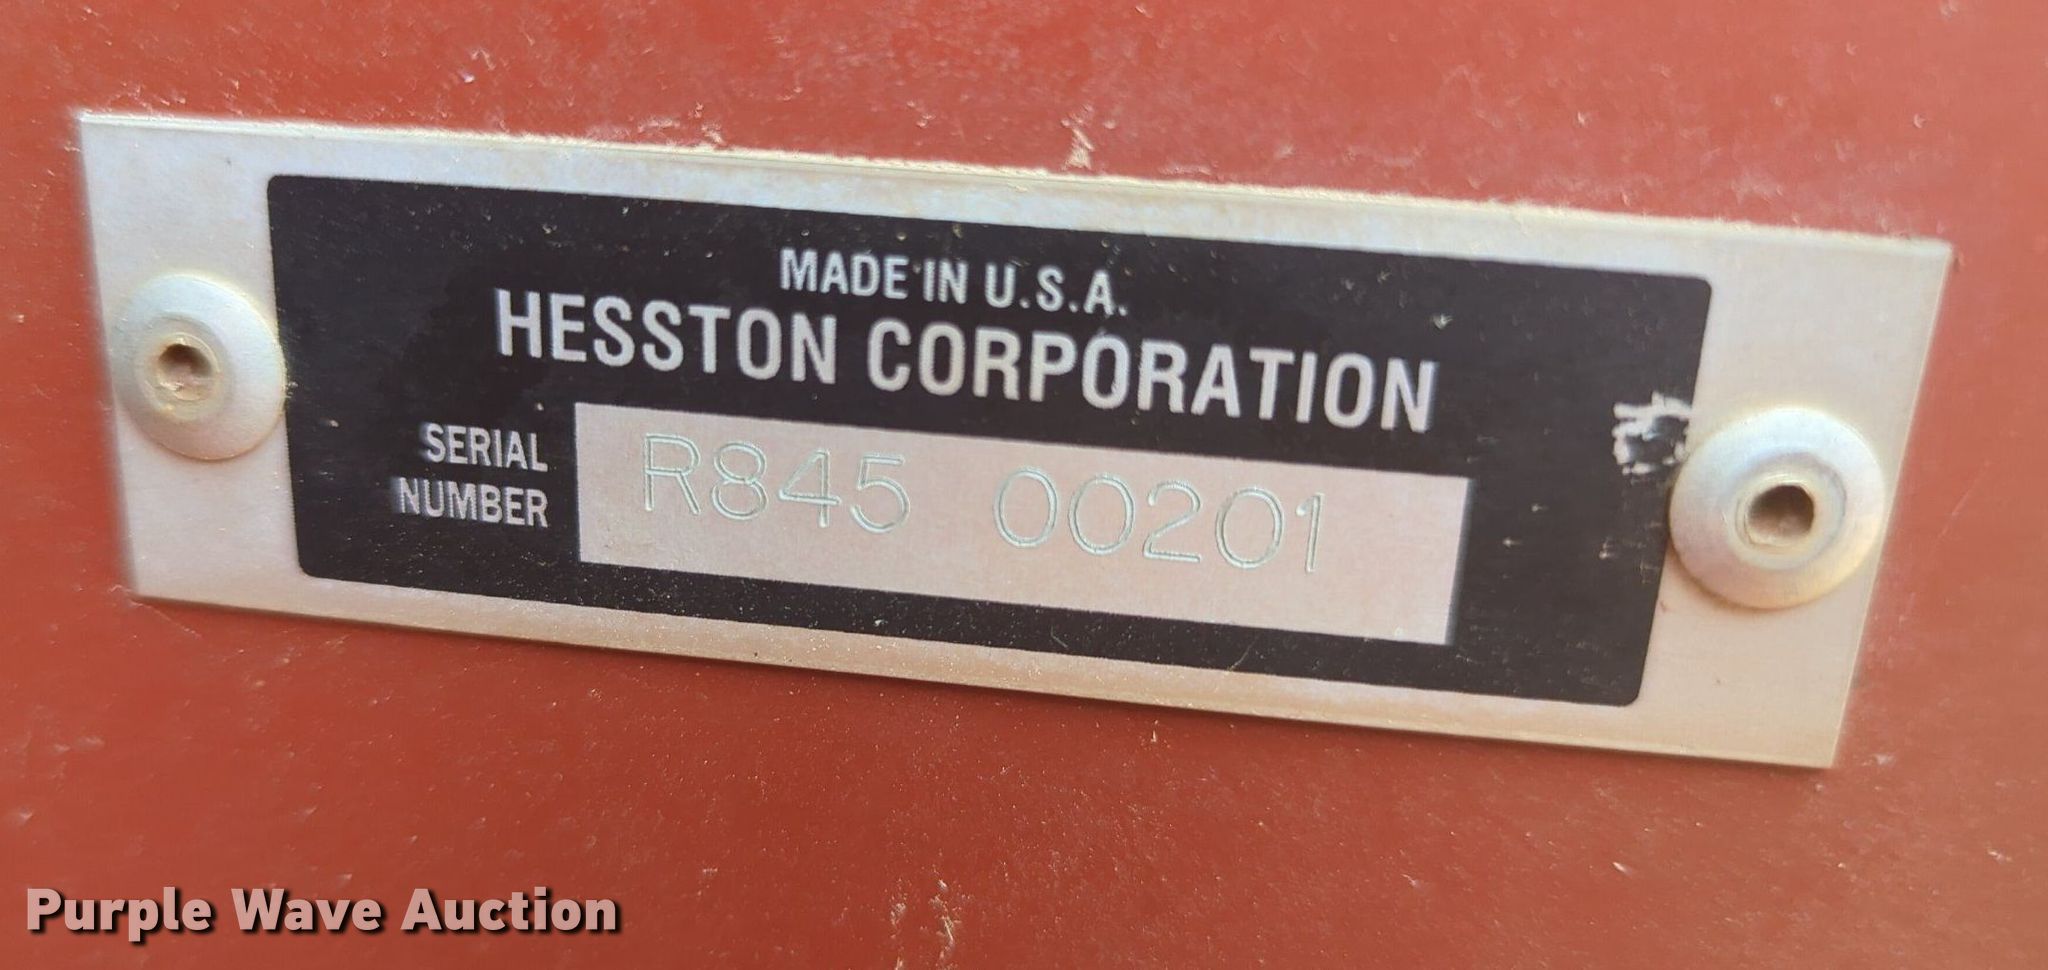 MADE IN U.S.A.
HESSTON CORPORATION
SERIAL NUMBER
R845 00201
Purple Wave Auction